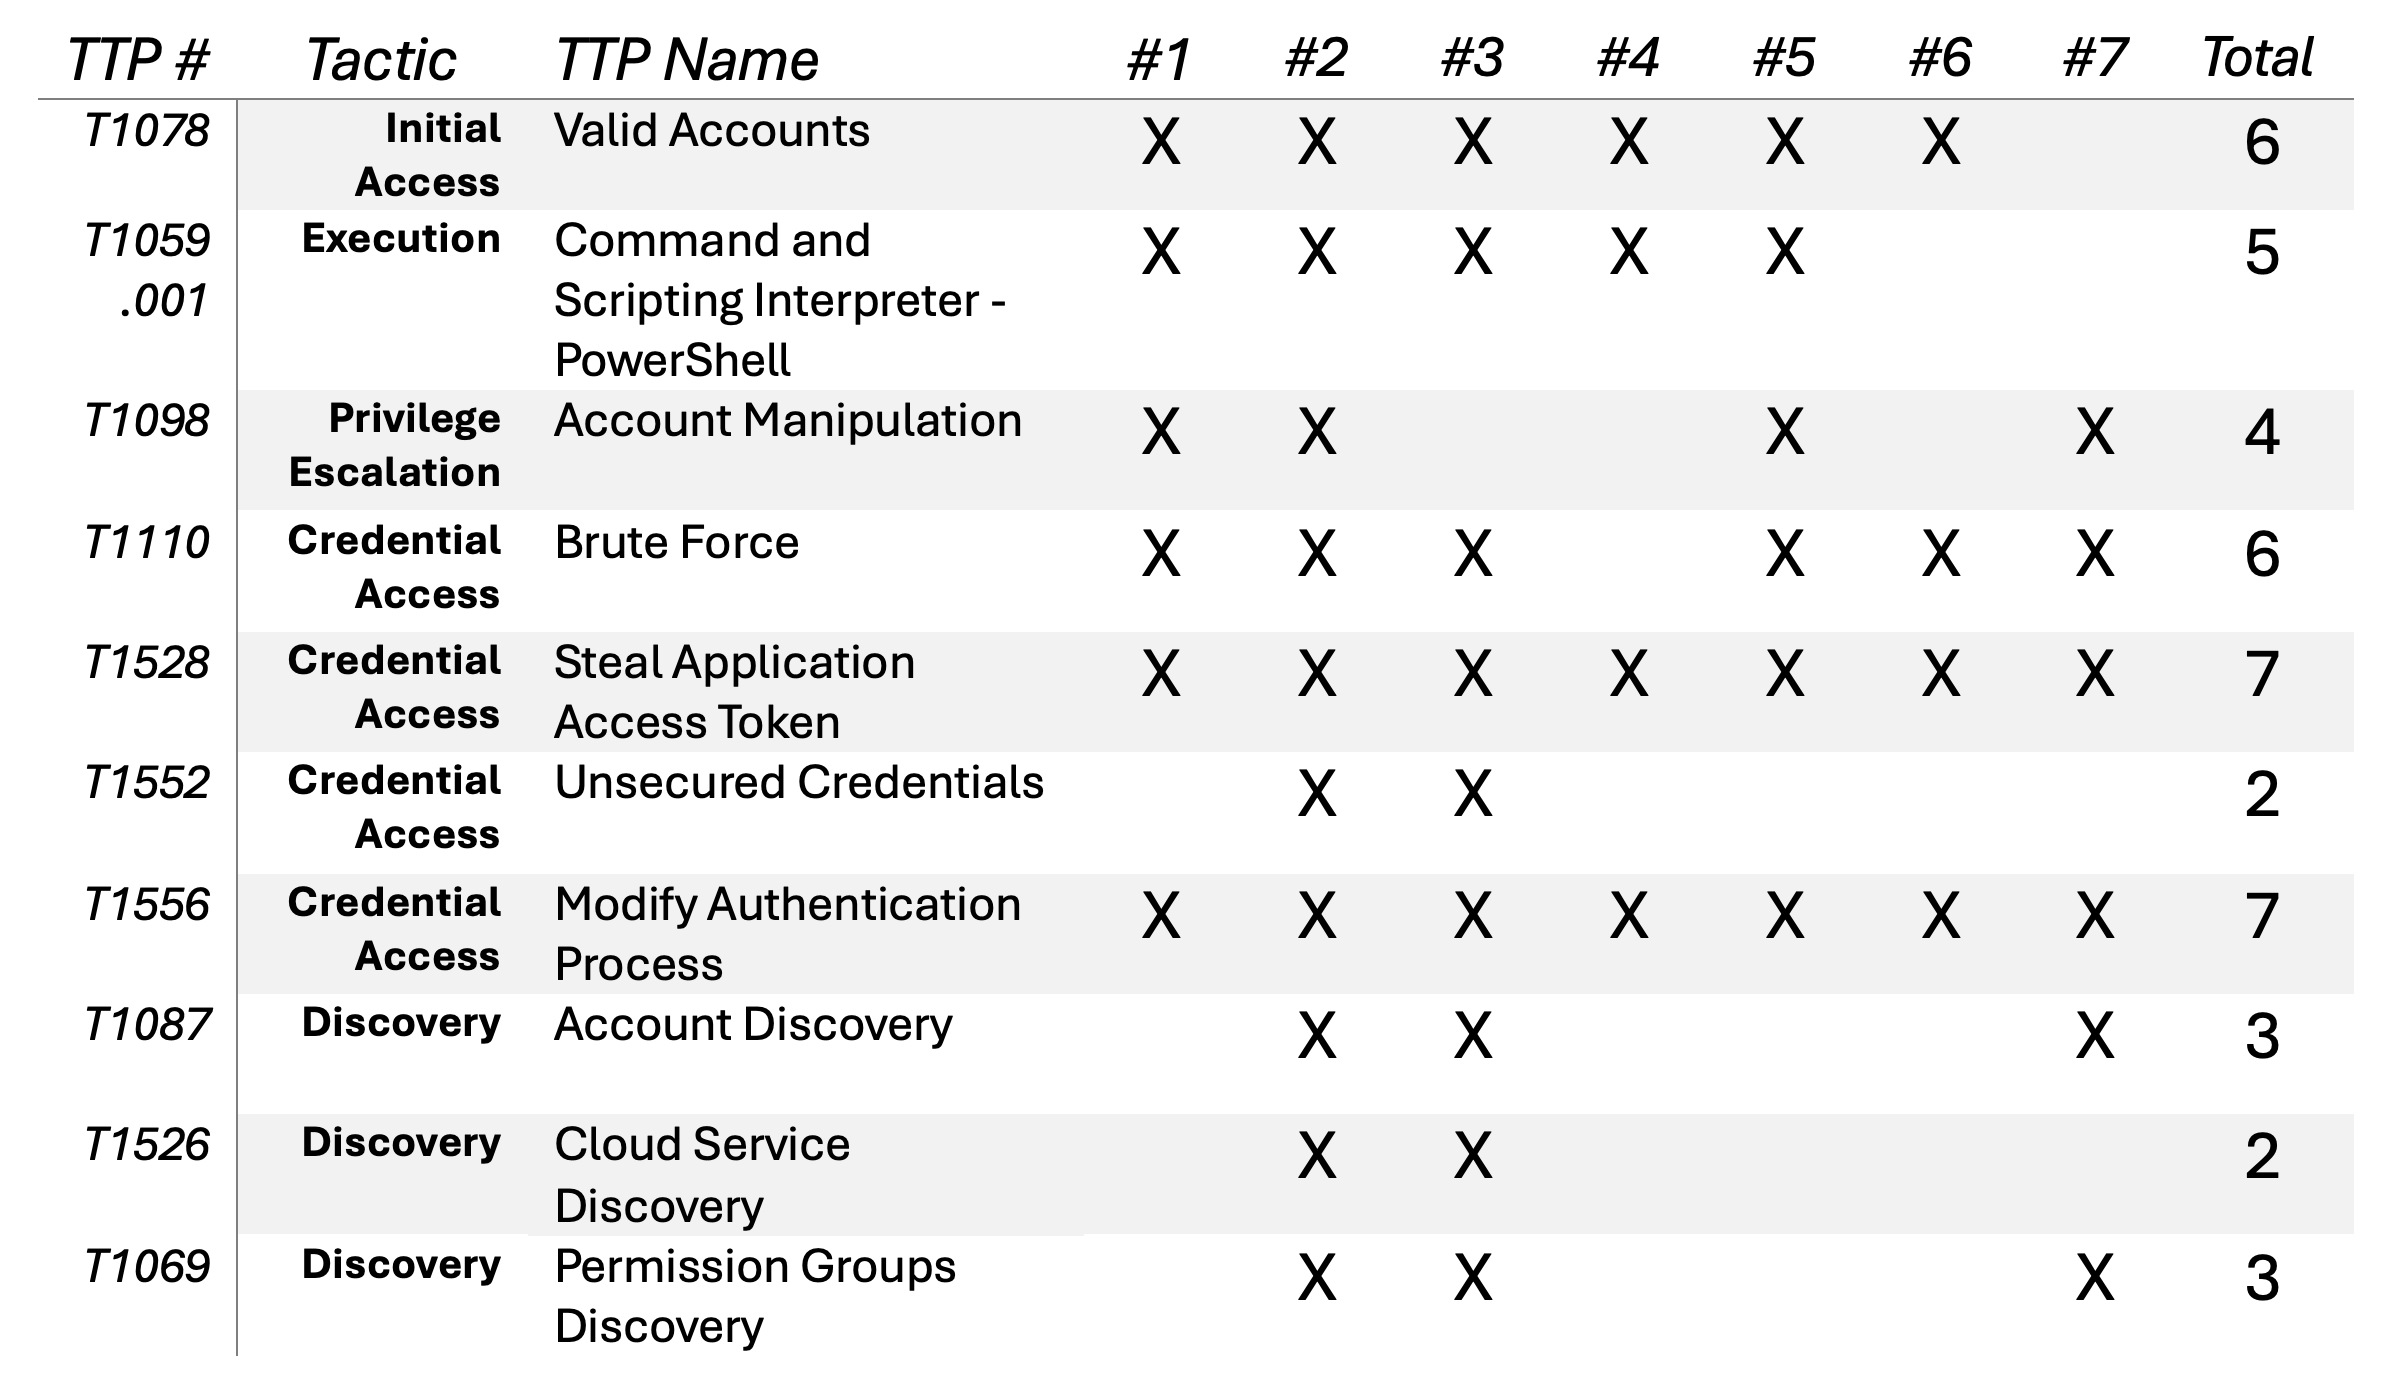 TTP # Tactic TTP Name #1 #2 #3 #4 #5 #6 #7 Total
T1078 Initial Valid Accounts X X X X X X 6
Access
T1059 Execution Command and X X X X X 5
.001 Scripting Interpreter -
PowerShell
T1098 Privilege Account Manipulation X X X X 4
Escalation
T1110 Credential Brute Force X X X X X X 6
Access
T1528 Credential Steal Application X X X X X X X 7
Access Access Token
T1552 Credential Unsecured Credentials X X 2
Access
T1556 Credential Modify Authentication X X X X X X X 7
Access Process
T1087 Discovery Account Discovery X X X 3
T1526 Discovery Cloud Service X X 2
Discovery
T1069 Discovery Permission Groups X X X 3
Discovery